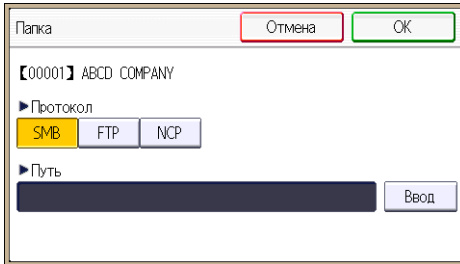 Папка Отмена OK
【00001】 ABCD COMPANY
▶Протокол
SMB FTP NCP
▶Путь
Ввод